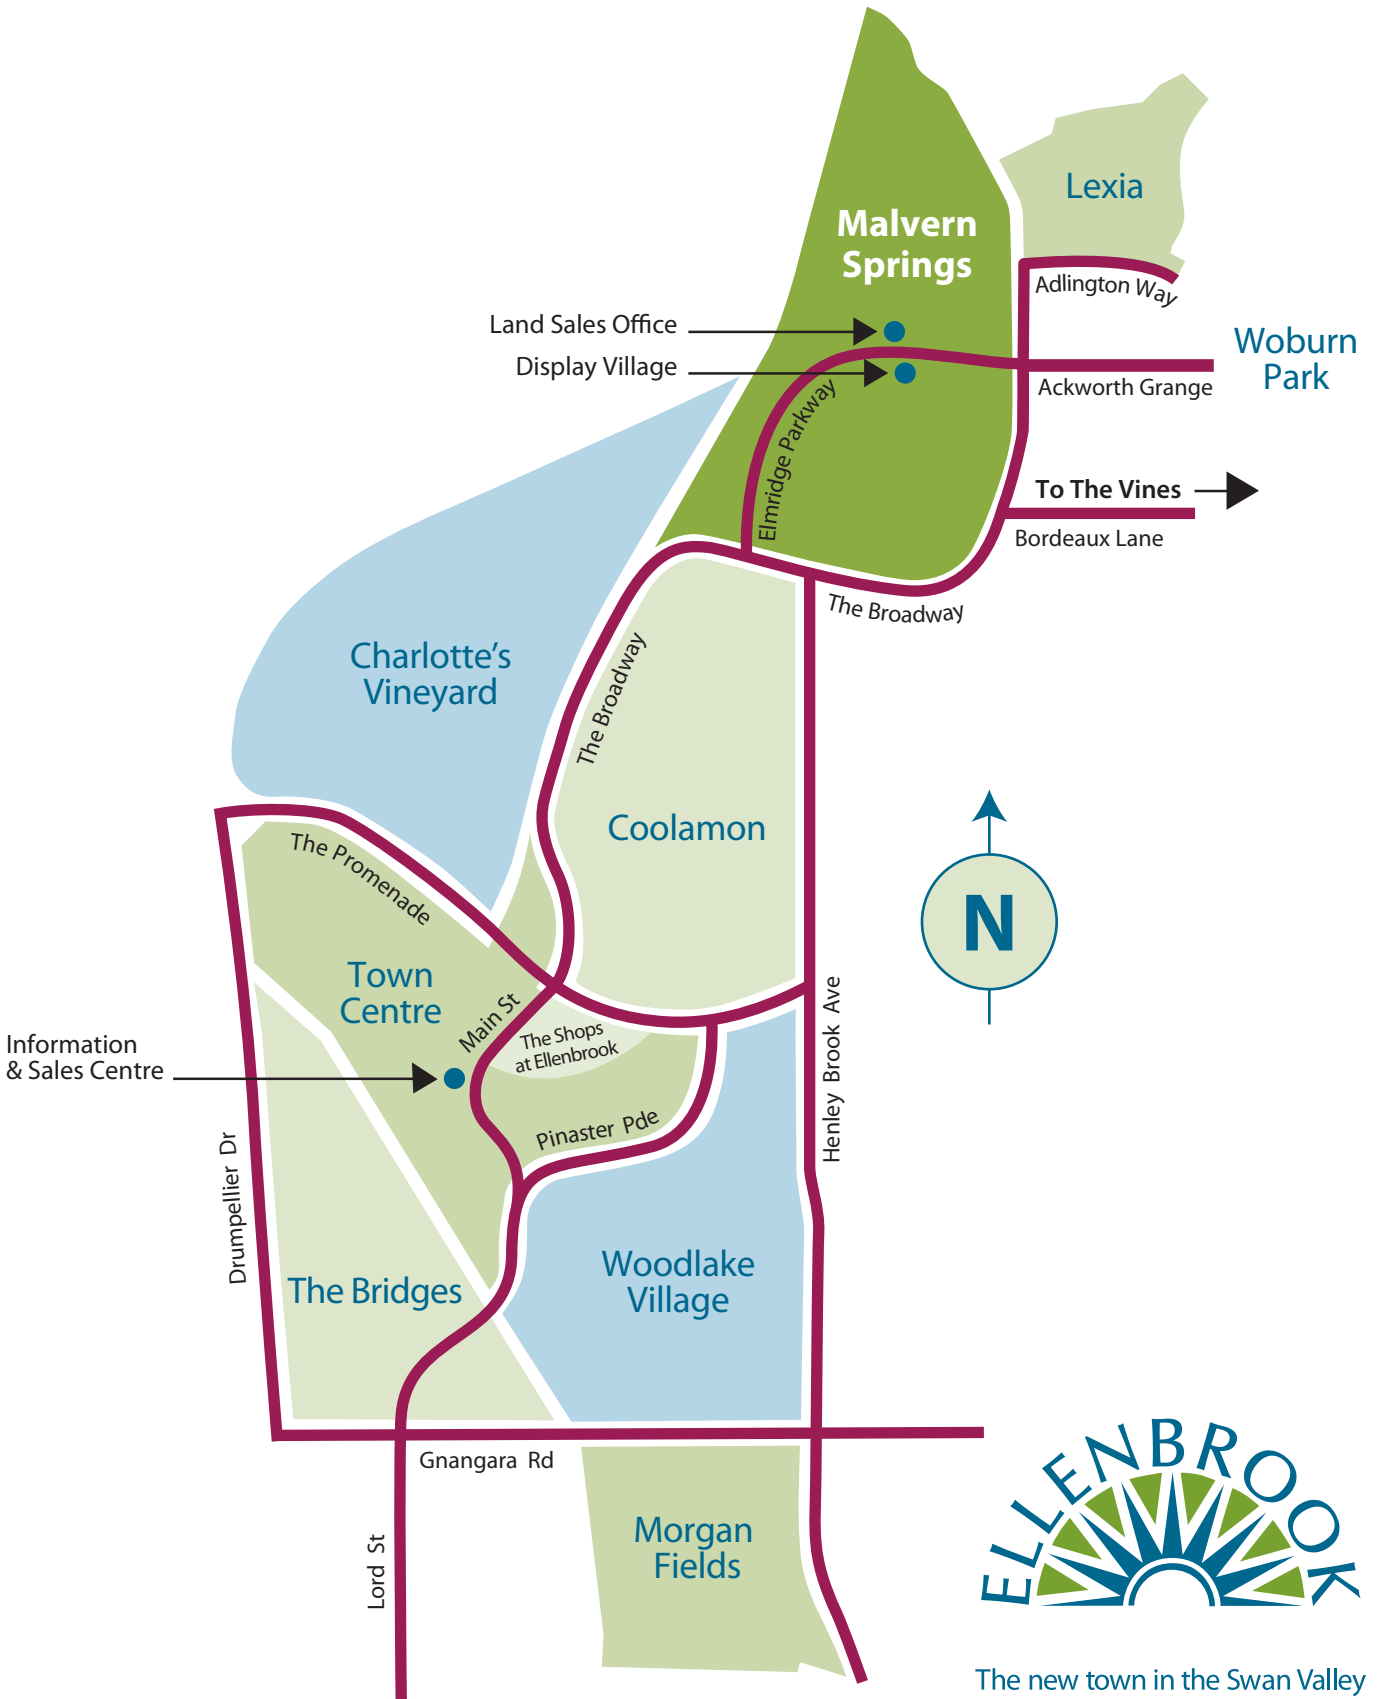 Lexia
Malvern
Springs
Adlington Way
Land Sales Office
Display Village
Woburn
Park
Ackworth Grange
Elmridge Parkway
To The Vines
Bordeaux Lane
The Broadway
The Broadway
Charlotte's
Vineyard
Coolamon
The Promenade
N
Town
Centre
Main St
The Shops
at Ellenbrook
Information
& Sales Centre
Henley Brook Ave
Pinaster Pde
Drumpellier Dr
The Bridges
Woodlake
Village
Gnangara Rd
Lord St
Morgan
Fields
ELLENBROOK
The new town in the Swan Valley